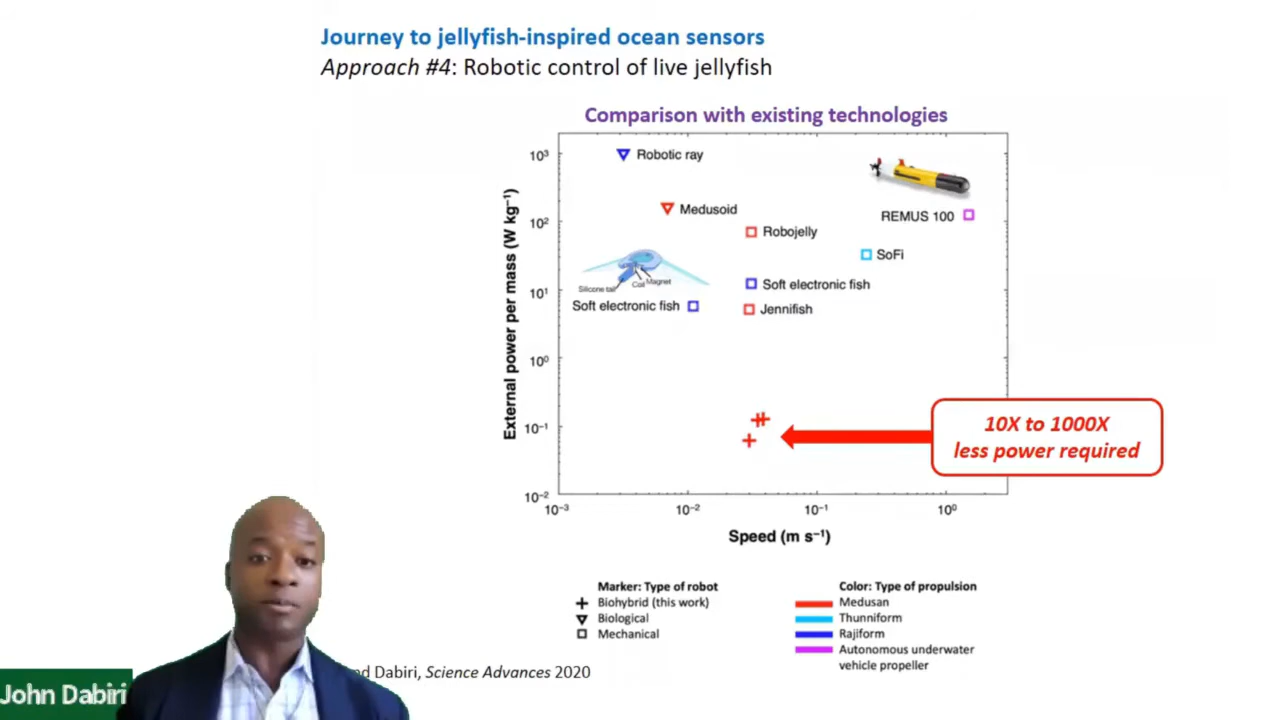 Journey to jellyfish-inspired ocean sensors
Approach #4: Robotic control of live jellyfish
Comparison with existing technologies
External power per mass (W kg⁻¹)
10³
10²
10¹
10⁰
10⁻¹
10⁻²
Robotic ray
Medusoid
Robojelly
REMUS 100
SoFi
Silicone tail
Coil
Magnet
Soft electronic fish
Soft electronic fish
Jennifish
10X to 1000X
less power required
10⁻³
10⁻²
10⁻¹
10⁰
Speed (m s⁻¹)
Marker: Type of robot
Biohybrid (this work)
Biological
Mechanical
Color: Type of propulsion
Medusan
Thunniform
Rajiform
Autonomous underwater
vehicle propeller
Dabiri, Science Advances 2020
John Dabiri